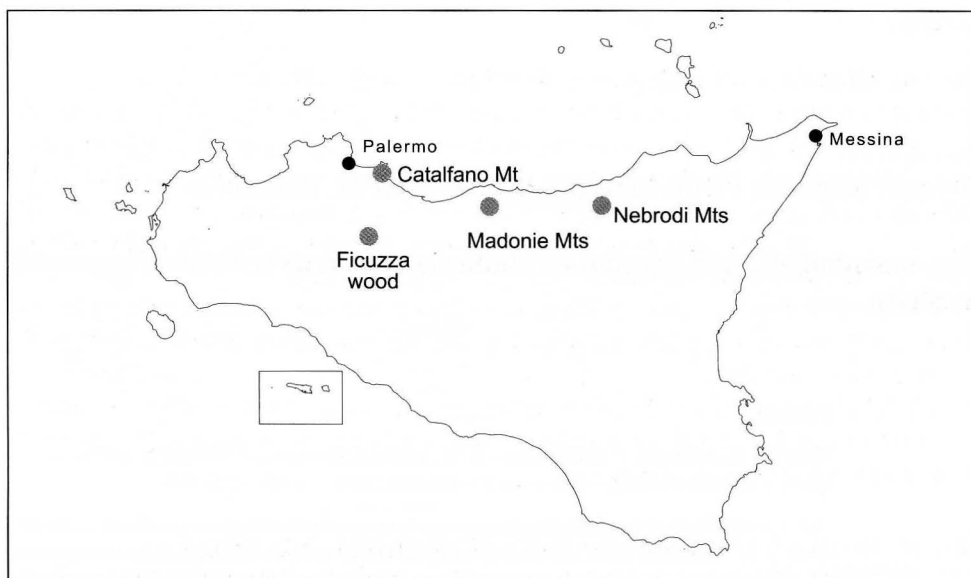 Palermo
Messina
Catalfano Mt
Nebrodi Mts
Madonie Mts
Ficuzza
wood